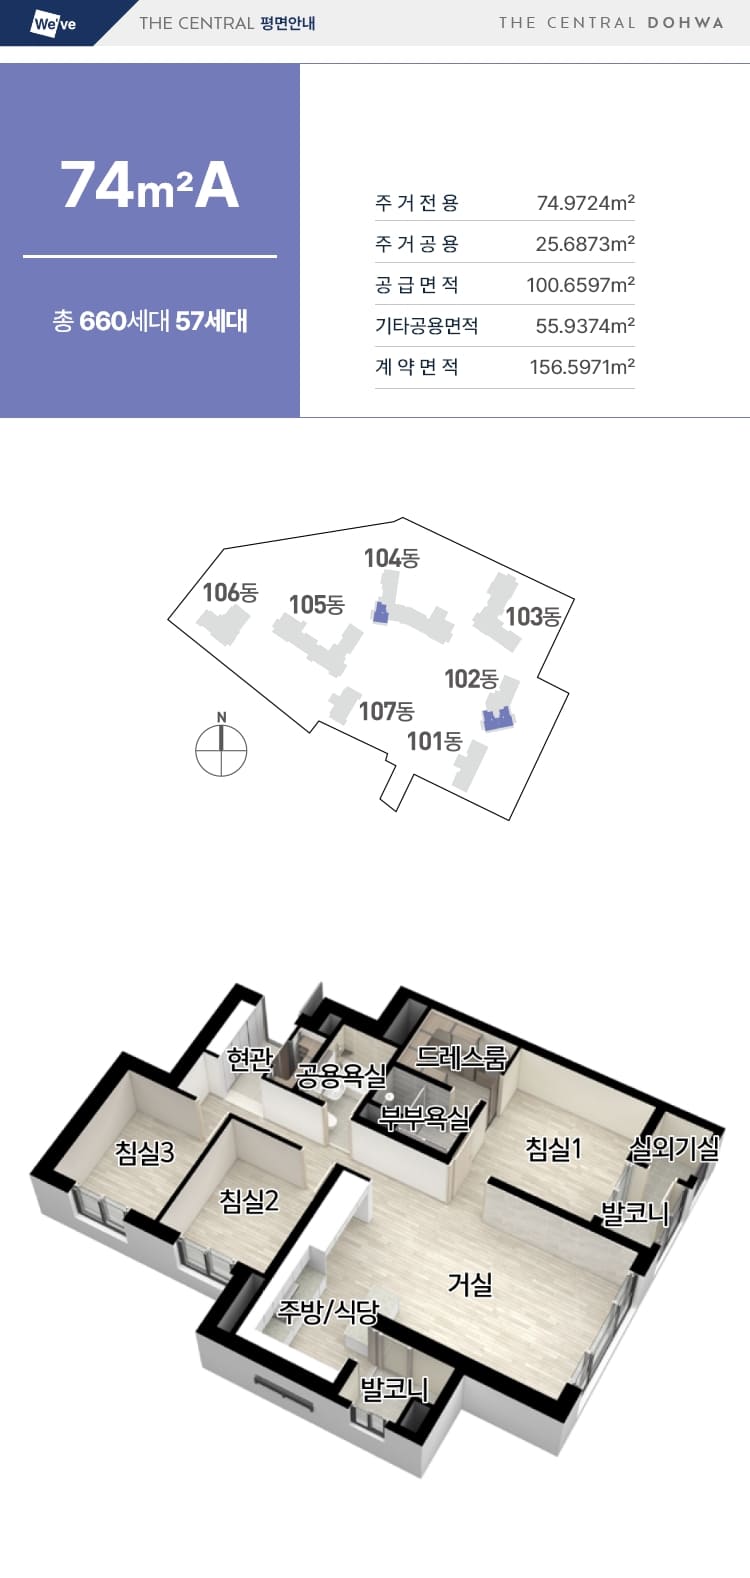 We've THE CENTRAL 평면안내 THE CENTRAL DOHWA
74m²A
총 660세대 57세대
주거전용 74.9724m²
주거공용 25.6873m²
공급면적 100.6597m²
기타공용면적 55.9374m²
계약면적 156.5971m²
104동
106동
105동
103동
102동
107동
101동
N
현관
드레스룸
공용욕실
부부욕실
침실3
침실1
실외기실
침실2
발코니
거실
주방/식당
발코니